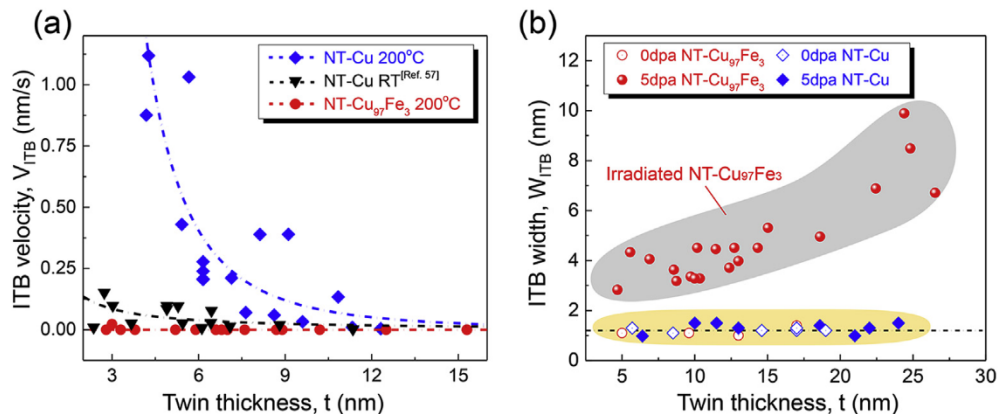 (a)
ITB velocity, V_ITB (nm/s)
1.00
0.75
0.50
0.25
0.00
NT-Cu 200°C
NT-Cu RT[Ref. 57]
NT-Cu97Fe3 200°C
3 6 9 12 15
Twin thickness, t (nm)
(b)
ITB width, W_ITB (nm)
12
10
8
6
4
2
0
0dpa NT-Cu97Fe3 0dpa NT-Cu
5dpa NT-Cu97Fe3 5dpa NT-Cu
Irradiated NT-Cu97Fe3
5 10 15 20 25 30
Twin thickness, t (nm)